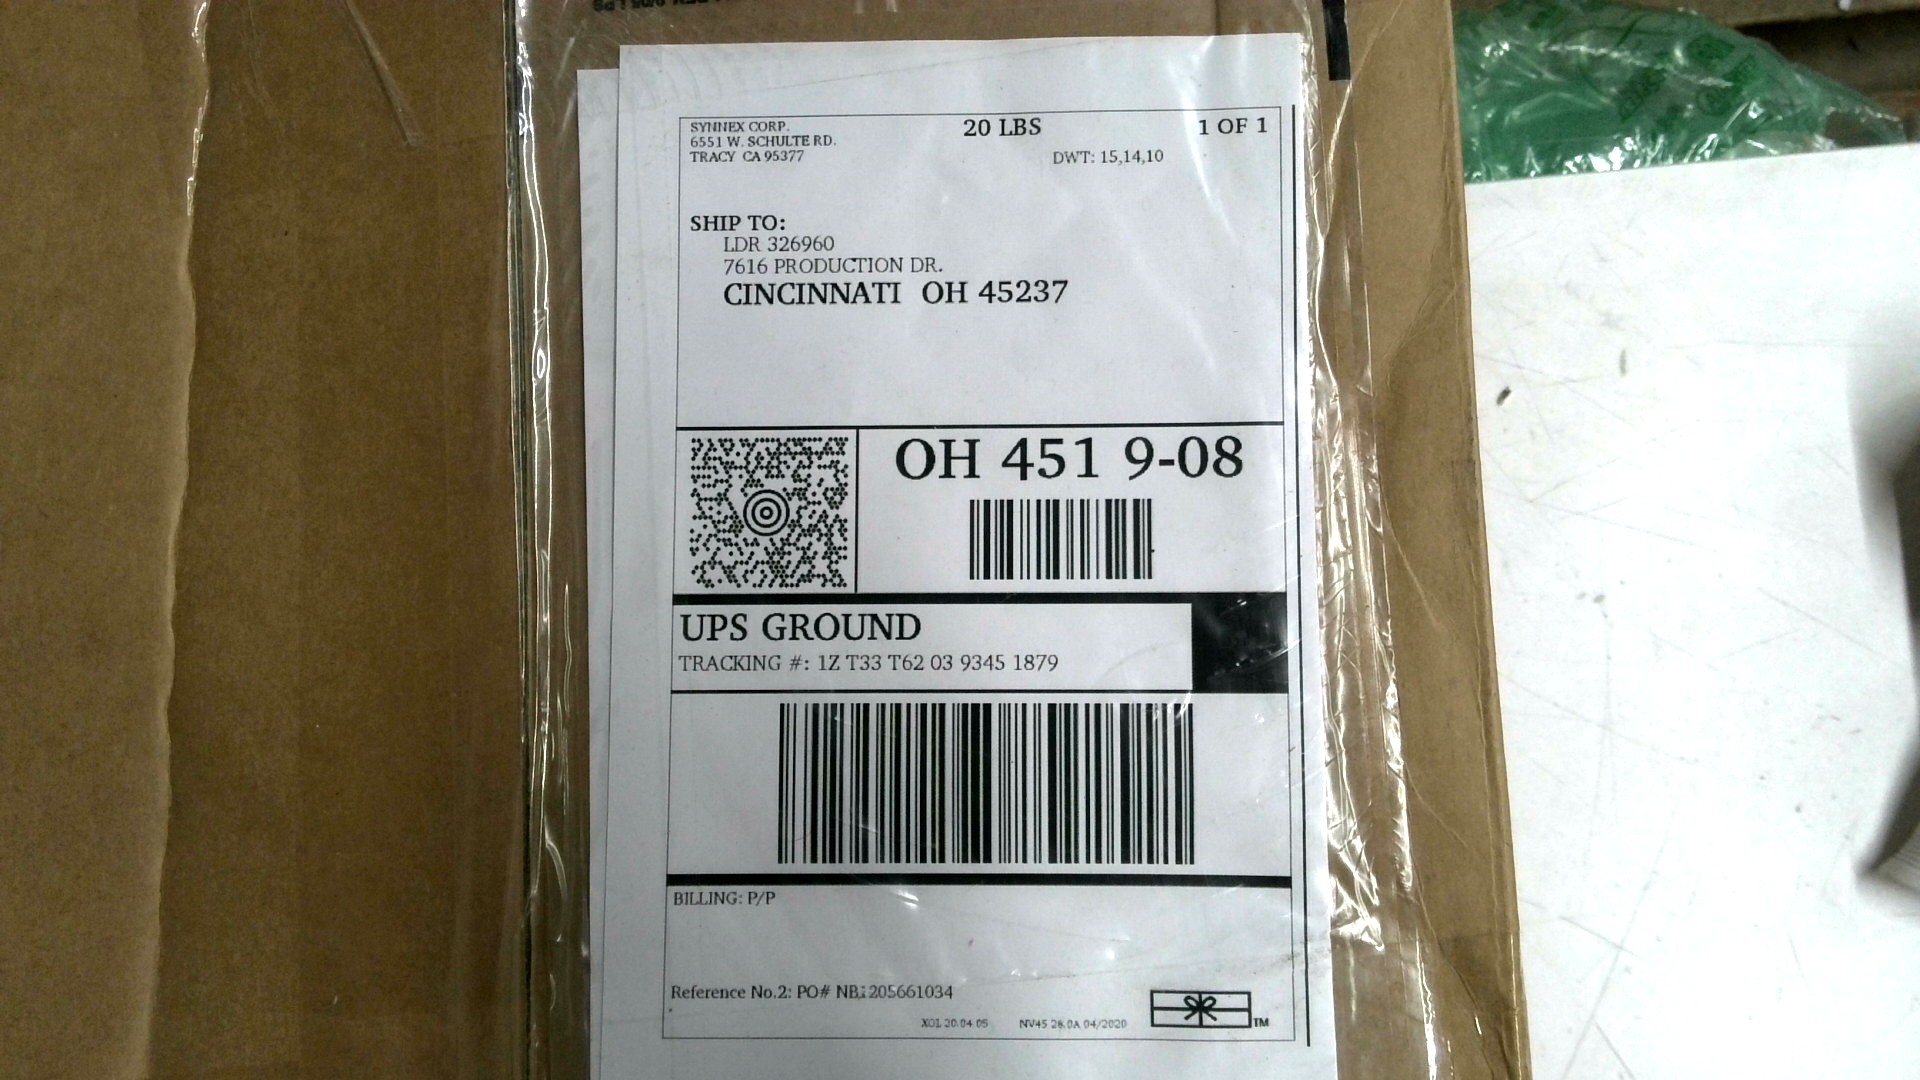 SYNNEX CORP.
6551 W. SCHULTE RD.
TRACY CA 95377
20 LBS
1 OF 1
DWT: 15,14,10
SHIP TO:
LDR 326960
7616 PRODUCTION DR.
CINCINNATI OH 45237
OH 451 9-08
UPS GROUND
TRACKING #: 1Z T33 T62 03 9345 1879
BILLING: P/P
Reference No.2: PO# NB1205661034
XOL 20.04.05 NV45 28.0A 04/2020
TM